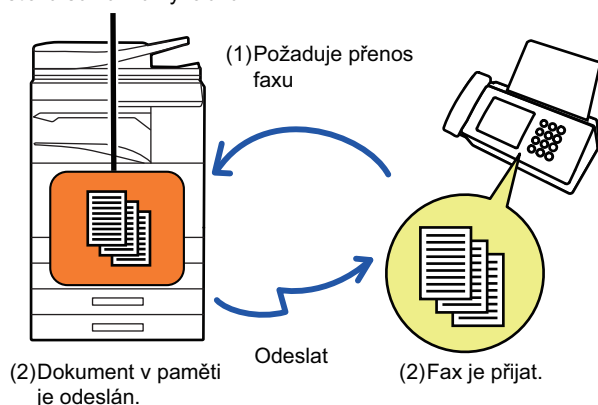 (1)Požaduje přenos
faxu
Odeslat
(2)Dokument v paměti
je odeslán.
(2)Fax je přijat.